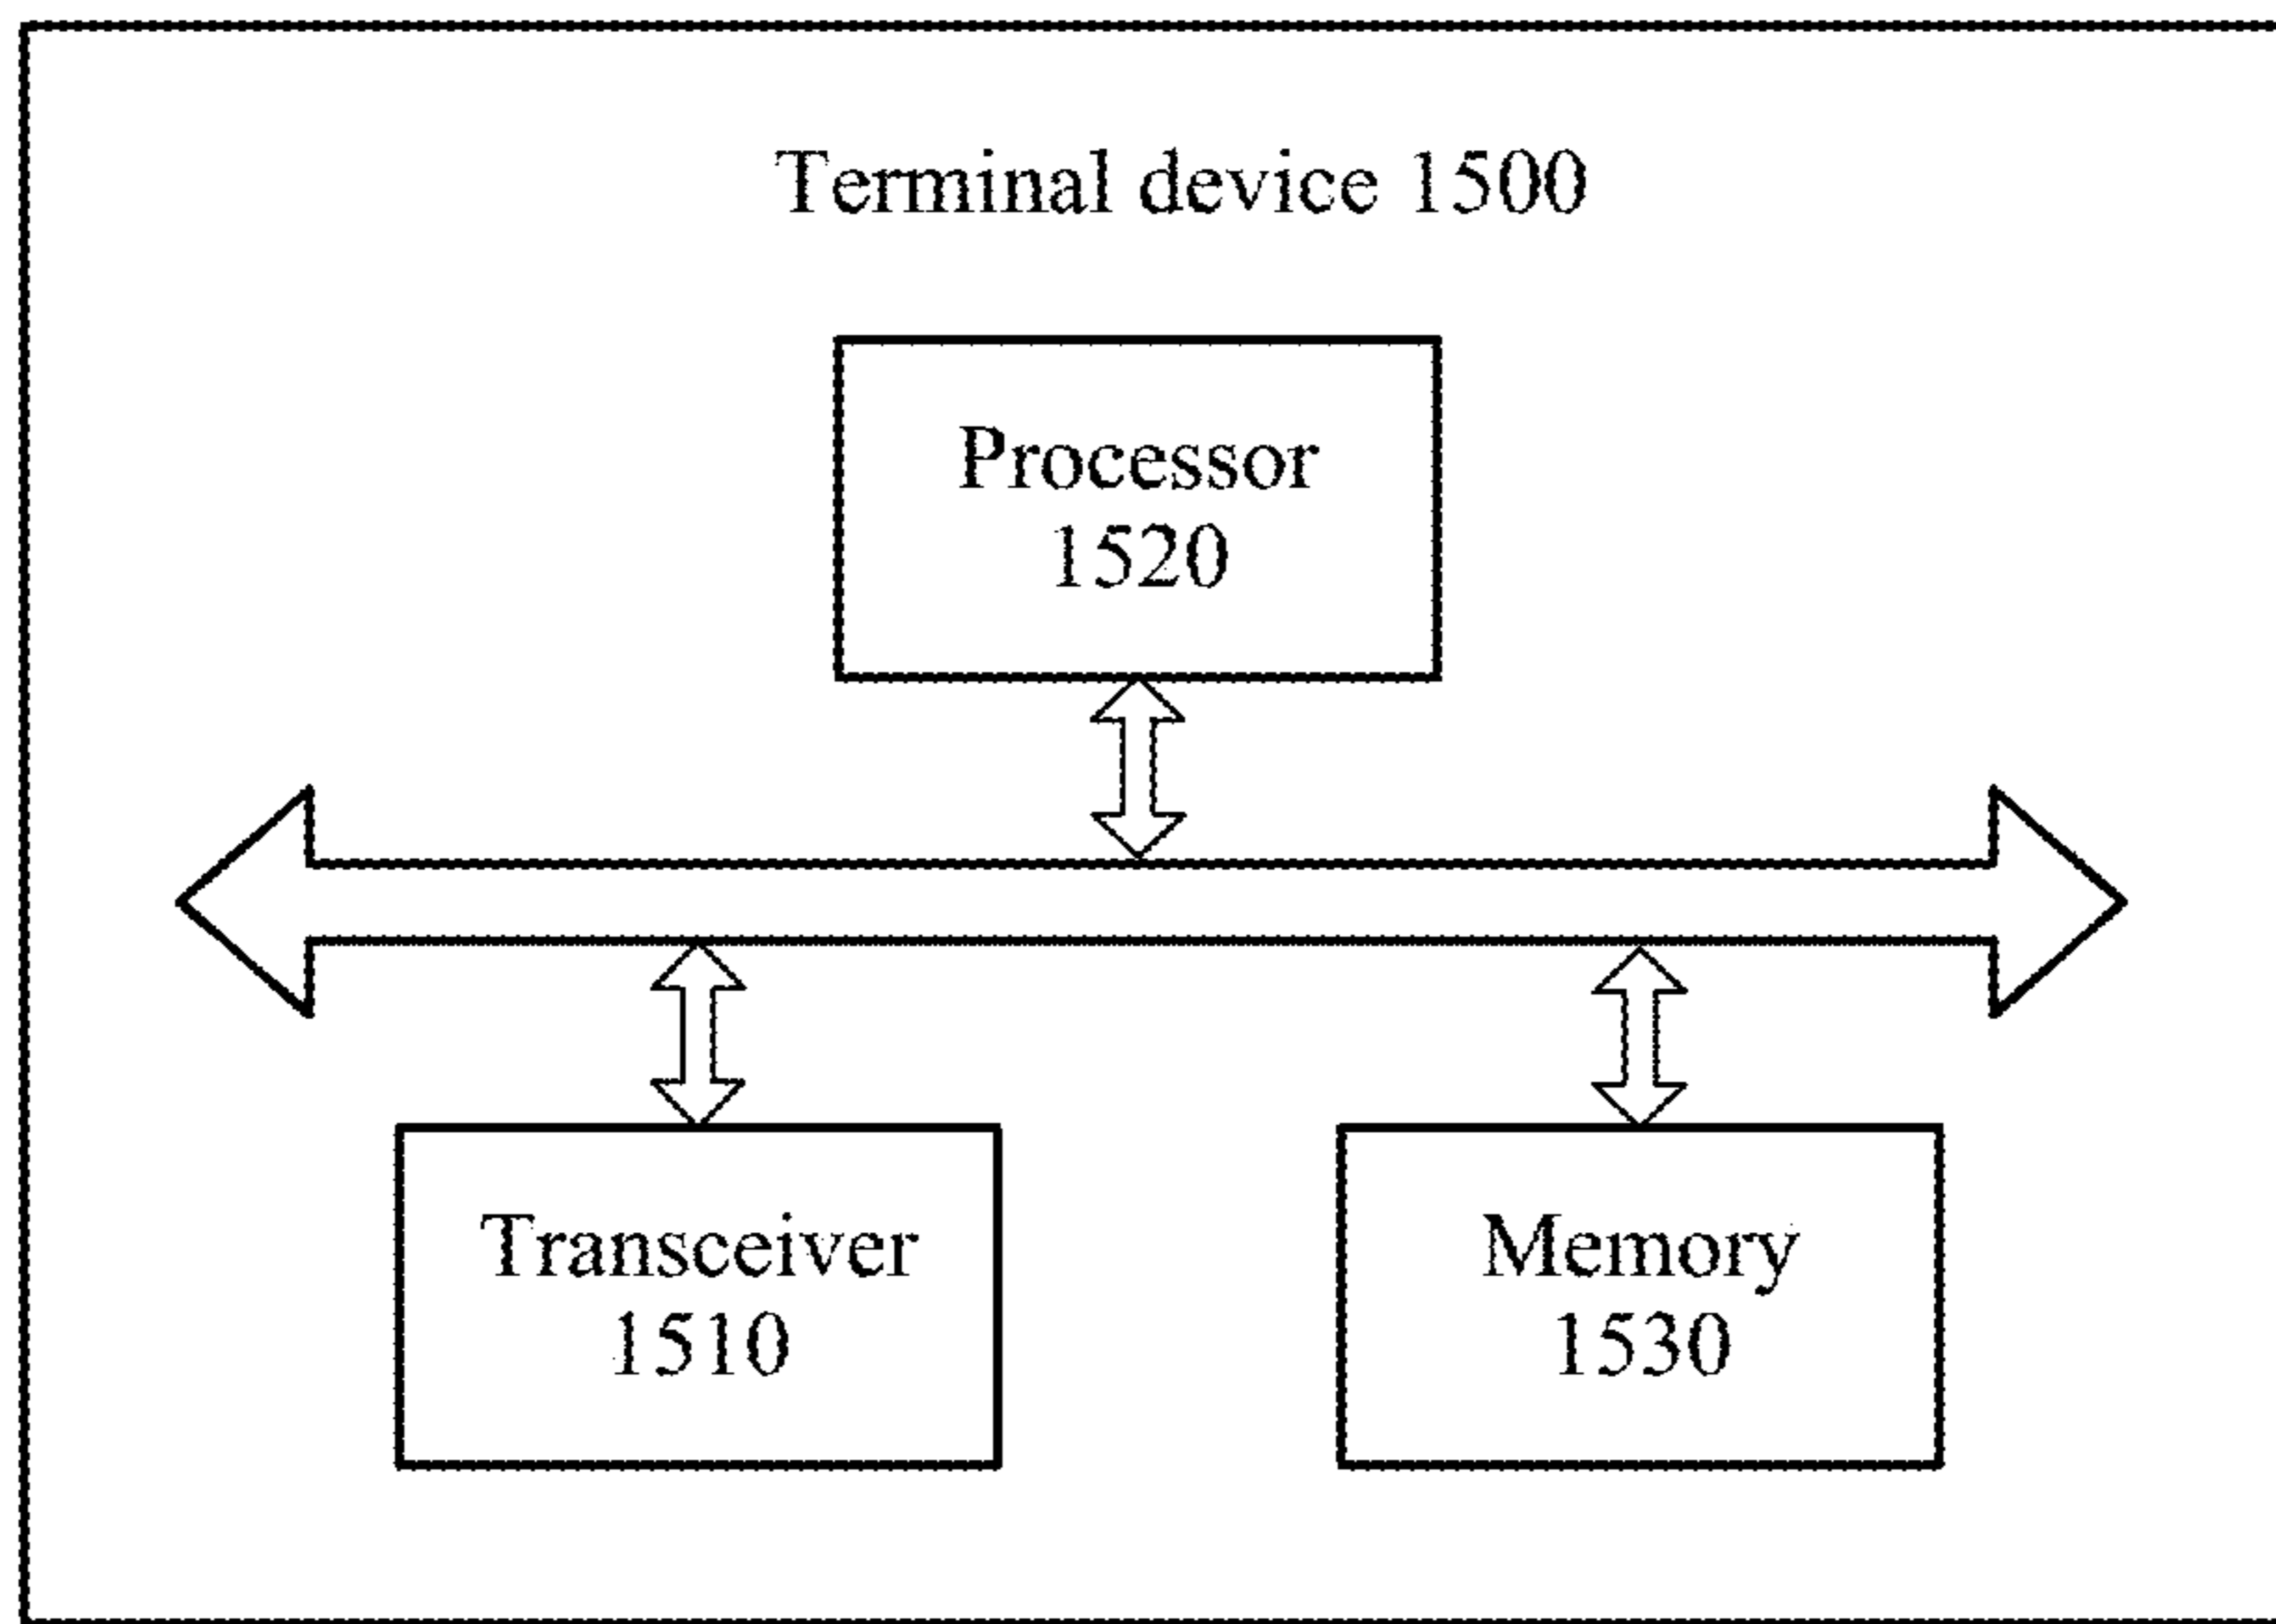 Terminal device 1500
Processor
1520
Transceiver
1510
Memory
1530